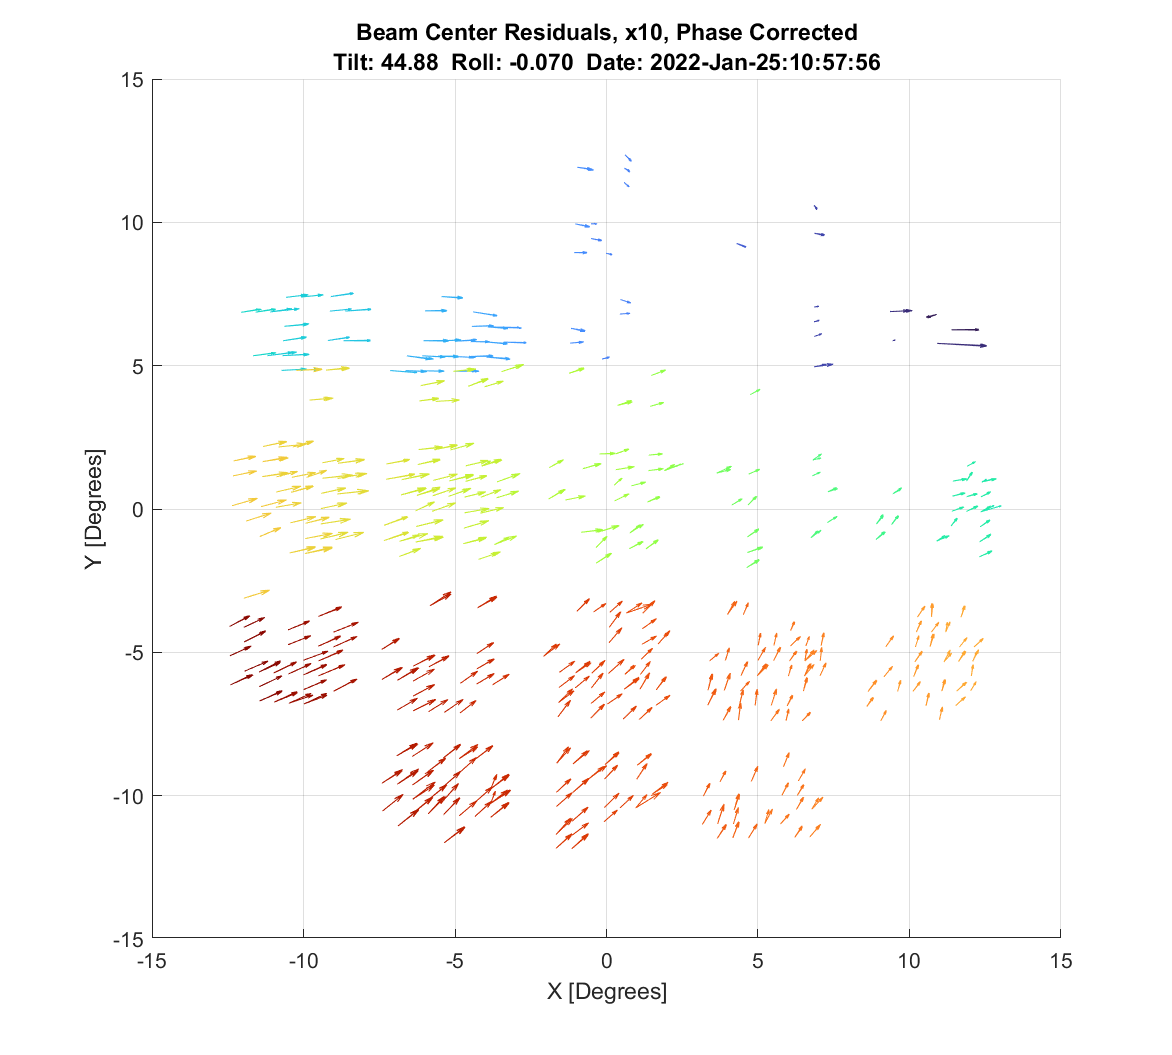 Beam Center Residuals, x10, Phase Corrected
Tilt: 44.88  Roll: -0.070  Date: 2022-Jan-25:10:57:56
15
10
5
0
-5
-10
-15
Y [Degrees]
-15 -10 -5 0 5 10 15
X [Degrees]